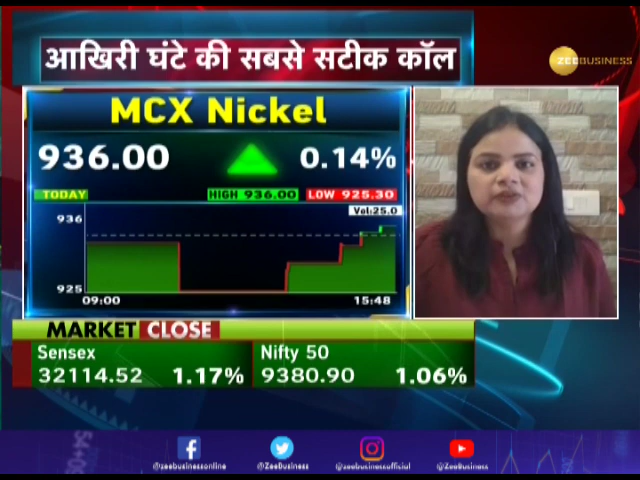 आखिरी घंटे की सबसे सटीक कॉल
ZEEBUSINESS
MCX Nickel
936.00 0.14%
TODAY HIGH 936.00 LOW 925.30
Vol:25.0
936
925
09:00 15:48
MARKET CLOSE
Sensex
32114.52 1.17%
Nifty 50
9380.90 1.06%
@zeebusinessonline @ZeeBusiness @zeebusinessofficial @ZeeBusiness